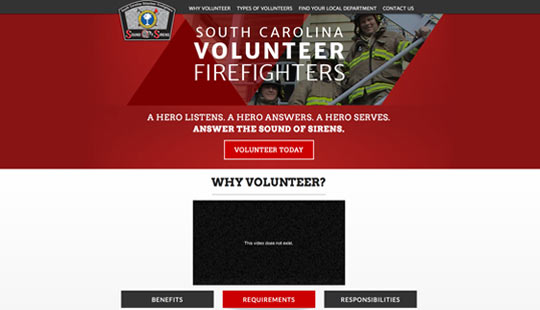 WHY VOLUNTEER TYPES OF VOLUNTEERS FIND YOUR LOCAL DEPARTMENT CONTACT US
SOUND SIRENS
SOUTH CAROLINA
VOLUNTEER
FIREFIGHTERS
A HERO LISTENS. A HERO ANSWERS. A HERO SERVES.
ANSWER THE SOUND OF SIRENS.
VOLUNTEER TODAY
WHY VOLUNTEER?
This video does not exist.
BENEFITS REQUIREMENTS RESPONSIBILITIES